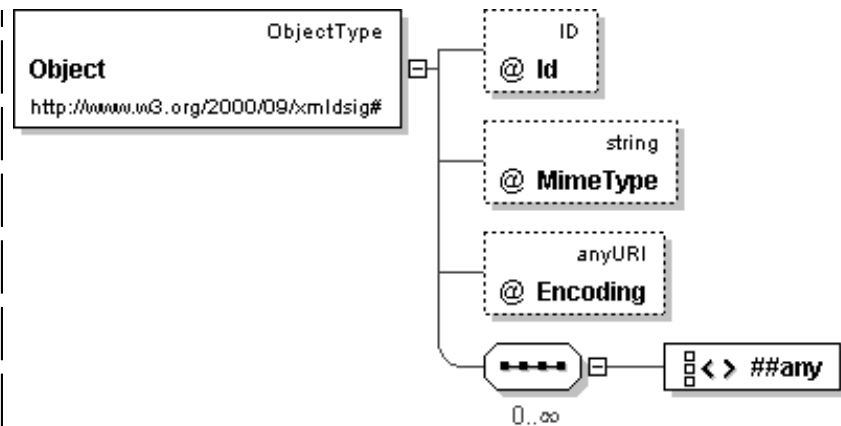 ObjectType
Object
http://www.w3.org/2000/09/xmldsig#
ID
@ Id
string
@ MimeType
anyURI
@ Encoding
##any
0..∞